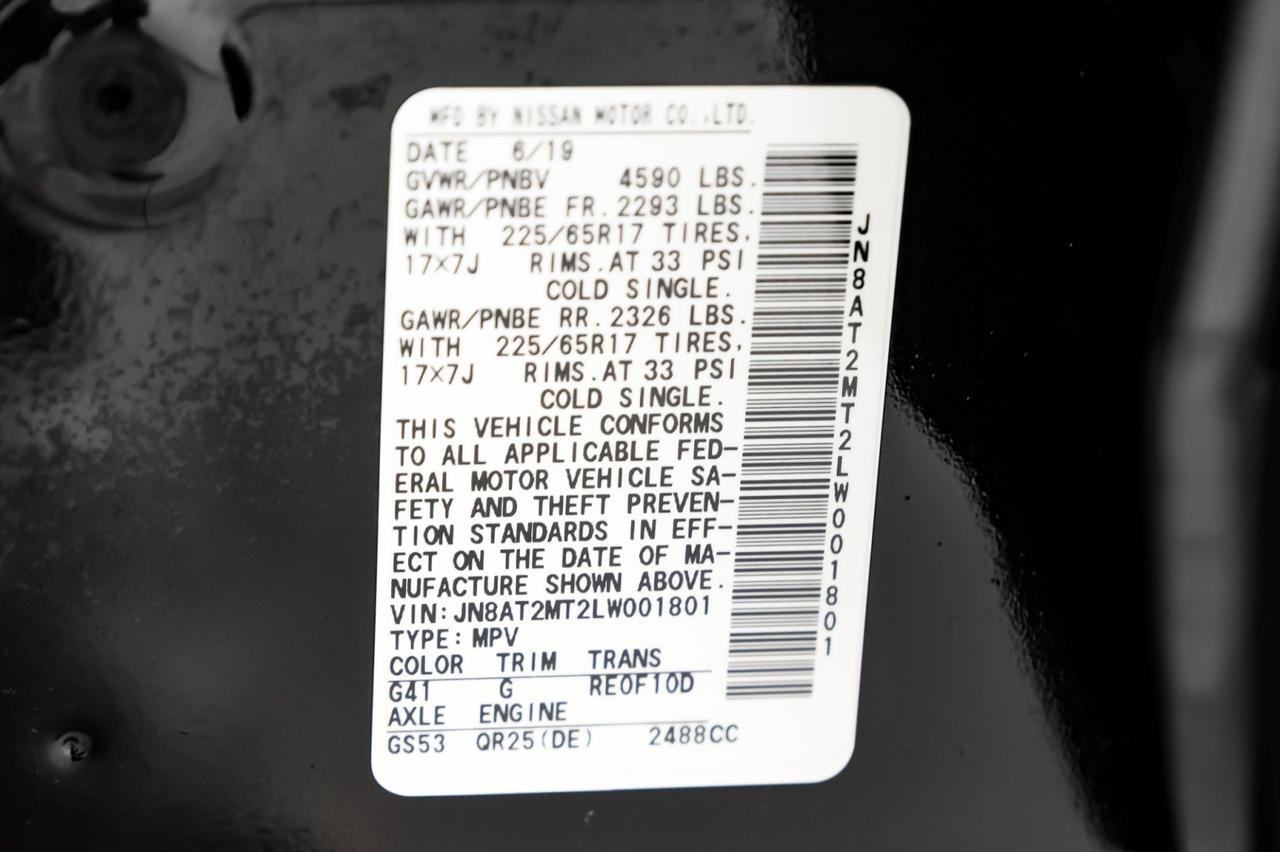 MFD BY NISSAN MOTOR CO.,LTD.
DATE 6/19
GVWR/PNBV 4590 LBS.
GAWR/PNBE FR.2293 LBS.
WITH 225/65R17 TIRES,
17×7J RIMS.AT 33 PSI
COLD SINGLE.
GAWR/PNBE RR.2326 LBS.
WITH 225/65R17 TIRES,
17×7J RIMS.AT 33 PSI
COLD SINGLE.
THIS VEHICLE CONFORMS
TO ALL APPLICABLE FED-
ERAL MOTOR VEHICLE SA-
FETY AND THEFT PREVEN-
TION STANDARDS IN EFF-
ECT ON THE DATE OF MA-
NUFACTURE SHOWN ABOVE.
VIN:JN8AT2MT2LW001801
TYPE:MPV
COLOR TRIM TRANS
G41 G RE0F10D
AXLE ENGINE
GS53 QR25(DE) 2488CC
JN8AT2MT2LW001801